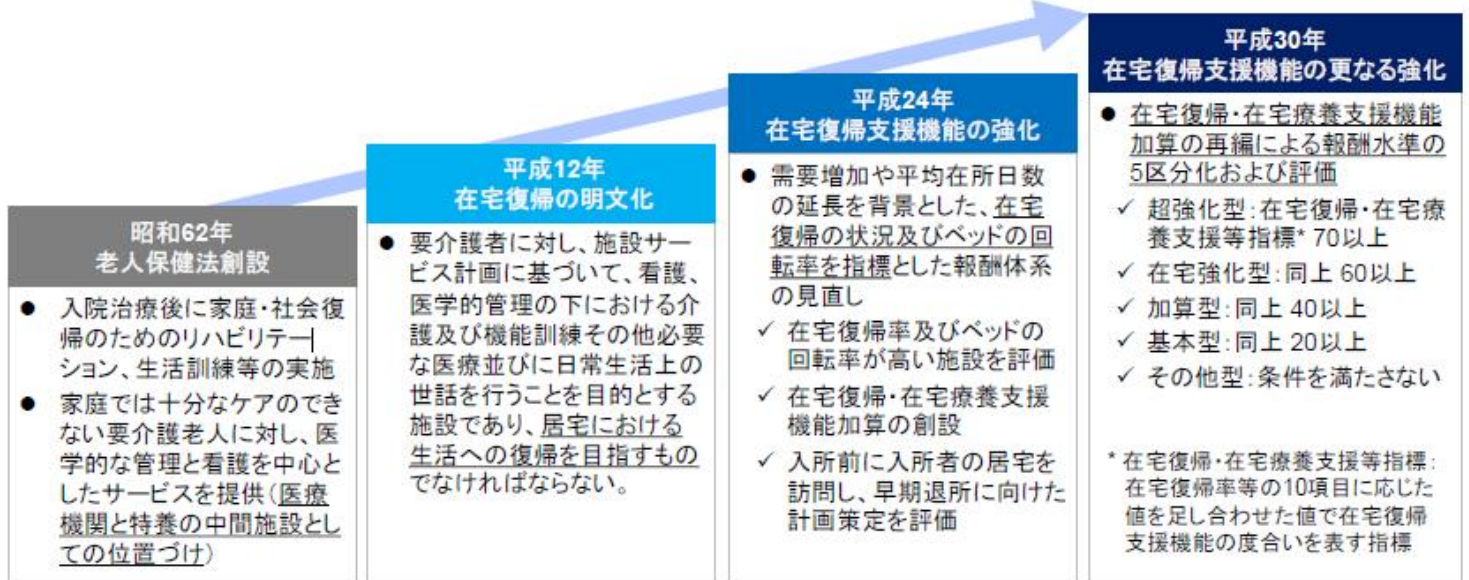 昭和62年
老人保健法創設
● 入院治療後に家庭・社会復
帰のためのリハビリテー
ション、生活訓練等の実施
● 家庭では十分なケアのでき
ない要介護老人に対し、医
学的な管理と看護を中心と
したサービスを提供（医療
機関と特養の中間施設とし
ての位置づけ）
平成12年
在宅復帰の明文化
● 要介護者に対し、施設サー
ビス計画に基づいて、看護、
医学的管理の下における介
護及び機能訓練その他必要
な医療並びに日常生活上の
世話を行うことを目的とする
施設であり、居宅における
生活への復帰を目指すもの
でなければならない。
平成24年
在宅復帰支援機能の強化
● 需要増加や平均在所日数
の延長を背景とした、在宅
復帰の状況及びベッドの回
転率を指標とした報酬体系
の見直し
✓ 在宅復帰率及びベッドの
回転率が高い施設を評価
✓ 在宅復帰・在宅療養支援
機能加算の創設
✓ 入所前に入所者の居宅を
訪問し、早期退所に向けた
計画策定を評価
平成30年
在宅復帰支援機能の更なる強化
● 在宅復帰・在宅療養支援機能
加算の再編による報酬水準の
5区分化および評価
✓ 超強化型：在宅復帰・在宅療
養支援等指標* 70以上
✓ 在宅強化型：同上 60以上
✓ 加算型：同上 40以上
✓ 基本型：同上 20以上
✓ その他型：条件を満たさない
* 在宅復帰・在宅療養支援等指標：
在宅復帰率等の10項目に応じた
値を足し合わせた値で在宅復帰
支援機能の度合いを表す指標